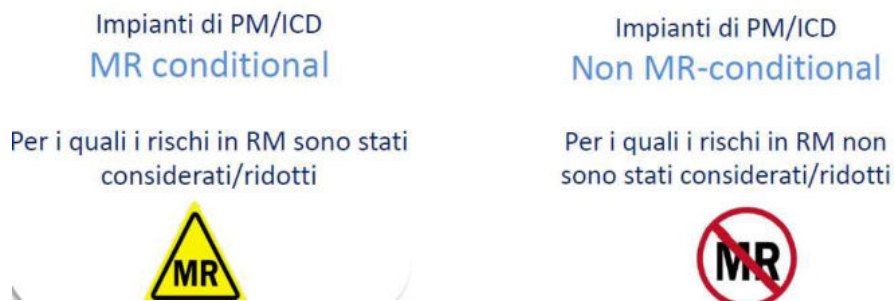 Impianti di PM/ICD
MR conditional
Per i quali i rischi in RM sono stati
considerati/ridotti
MR
Impianti di PM/ICD
Non MR-conditional
Per i quali i rischi in RM non
sono stati considerati/ridotti
MR